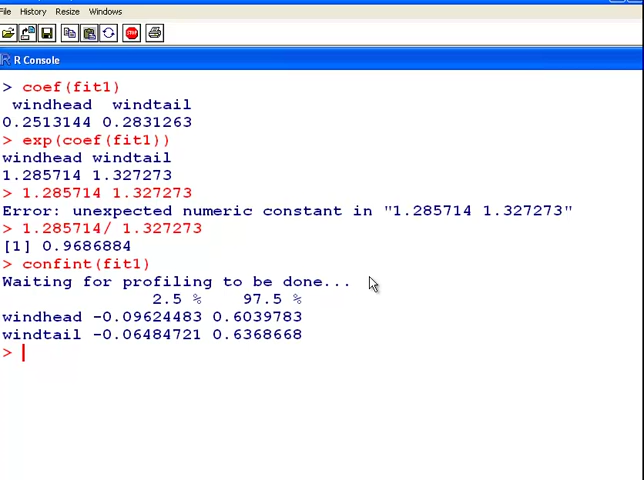 File History Resize Windows
STOP
R Console
> coef(fit1)
windhead windtail
0.2513144 0.2831263
> exp(coef(fit1))
windhead windtail
1.285714 1.327273
> 1.285714 1.327273
Error: unexpected numeric constant in "1.285714 1.327273"
> 1.285714/ 1.327273
[1] 0.9686884
> confint(fit1)
Waiting for profiling to be done...
2.5 % 97.5 %
windhead -0.09624483 0.6039783
windtail -0.06484721 0.6368668
>